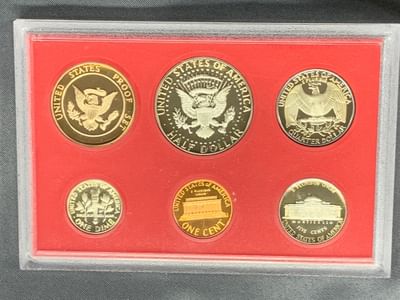 UNITED STATES PROOF SET
UNITED STATES OF AMERICA
HALF DOLLAR
UNITED STATES OF AMERICA
QUARTER DOLLAR
ONE DIME
UNITED STATES OF AMERICA
ONE CENT
MONTICELLO
FIVE CENTS
UNITED STATES OF AMERICA